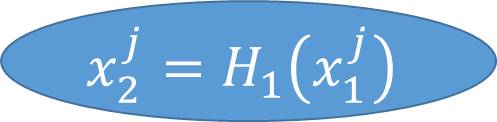 $x_2^j = H_1(x_1^j)$